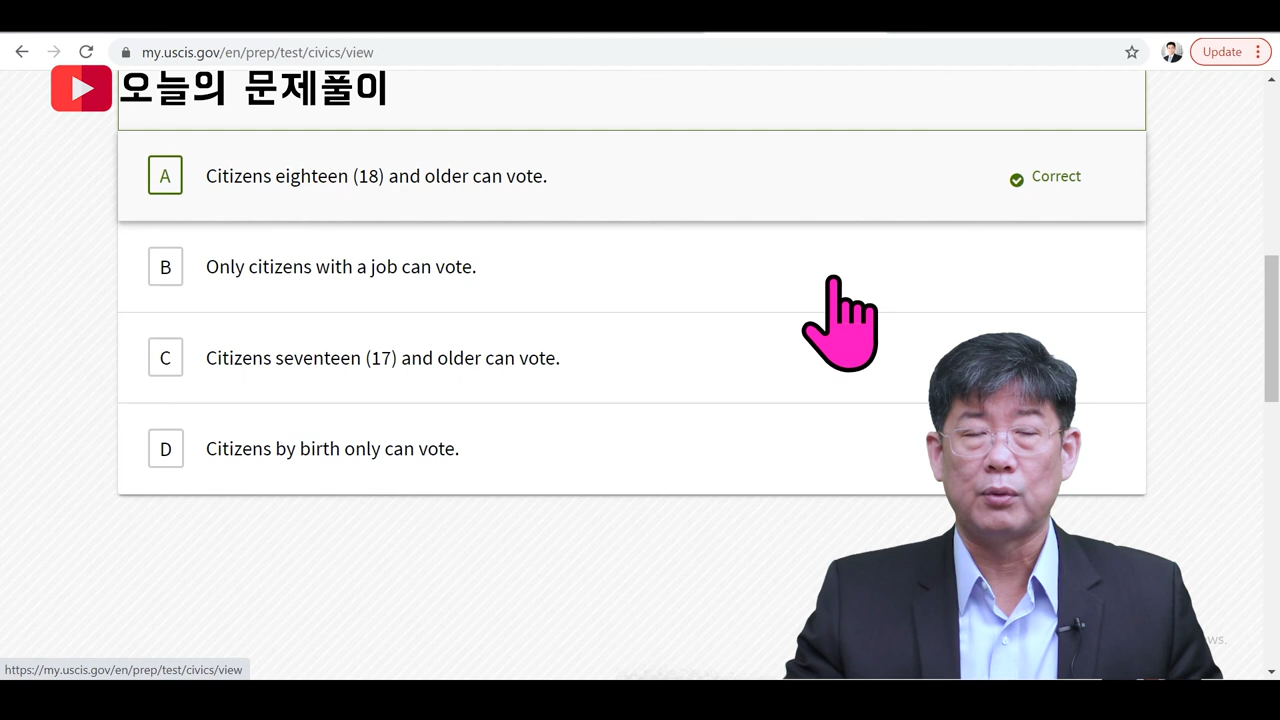 my.uscis.gov/en/prep/test/civics/view
Update
오늘의 문제풀이
A
Citizens eighteen (18) and older can vote.
Correct
B
Only citizens with a job can vote.
C
Citizens seventeen (17) and older can vote.
D
Citizens by birth only can vote.
ws.
https://my.uscis.gov/en/prep/test/civics/view